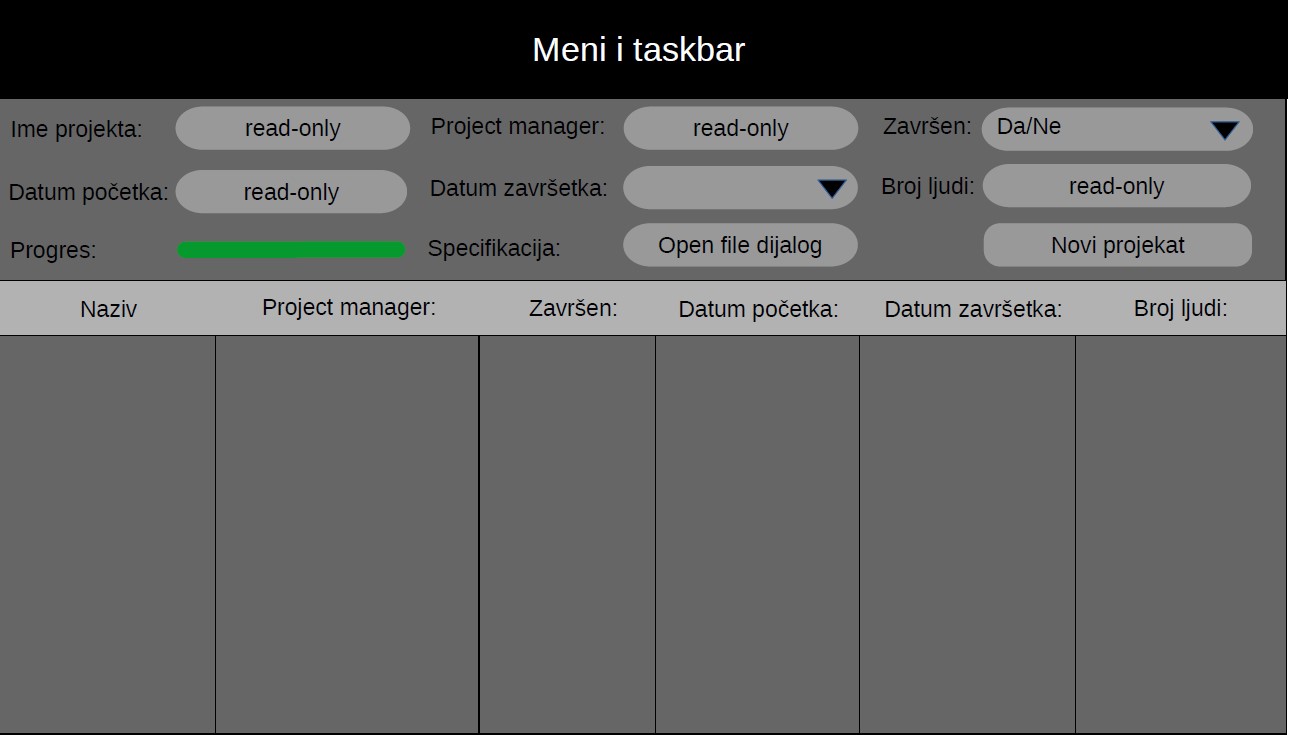 Meni i taskbar
Ime projekta: read-only Project manager: read-only Završen: Da/Ne
Datum početka: read-only Datum završetka: Broj ljudi: read-only
Progres: Specifikacija: Open file dijalog Novi projekat
Naziv Project manager: Završen: Datum početka: Datum završetka: Broj ljudi: